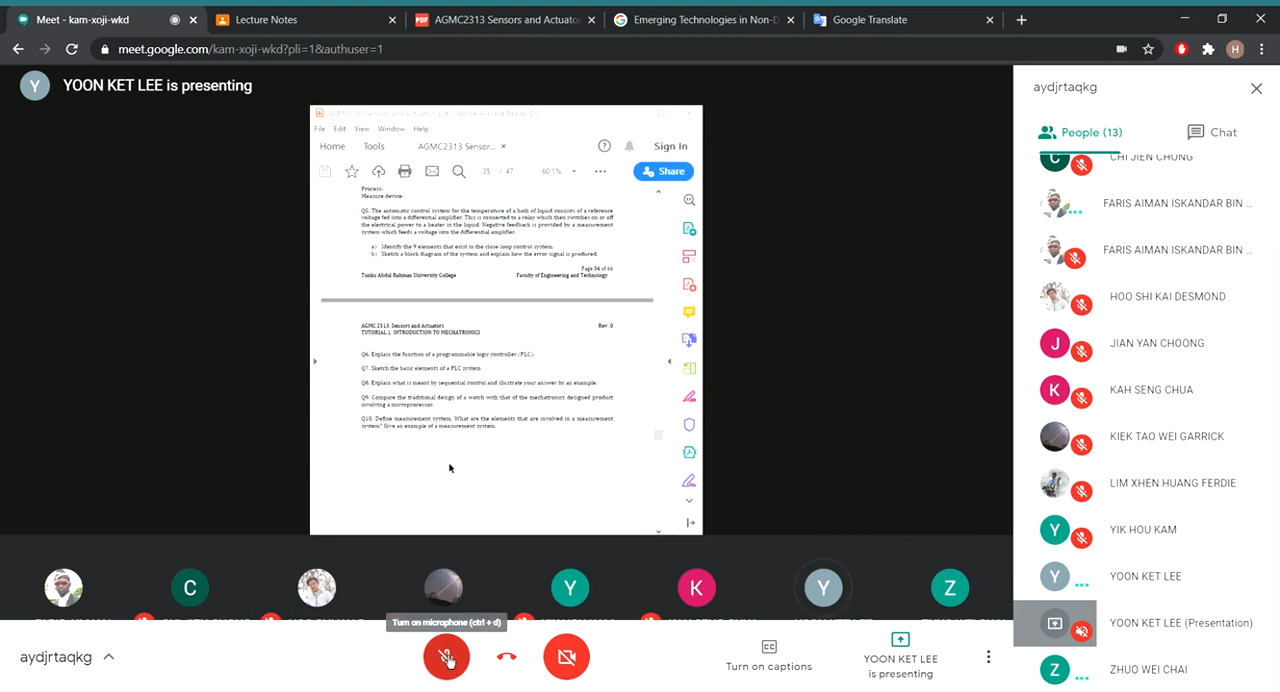 Meet - kam-xoji-wkd
Lecture Notes
AGMC2313 Sensors and Actuator
Emerging Technologies in Non-D
Google Translate
meet.google.com/kam-xoji-wkd?pli=1&authuser=1
H
Y
YOON KET LEE is presenting
File Edit View Window Help
Home Tools AGMC2313 Sensor... × Sign In
35 / 47 60.1% Share
Process-
Measure device-
Q5. The automatic control system for the temperature of a bath of liquid consists of a reference
voltage fed into a differential amplifier. This is connected to a relay which then switches on or off
the electrical power to a heater in the liquid. Negative feedback is provided by a measurement
system which feeds a voltage into the differential amplifier.
a) Identify the 9 elements that exist in the close-loop control system.
b) Sketch a block diagram of the system and explain how the error signal is produced.
Page 34 of 66
Tunku Abdul Rahman University College Faculty of Engineering and Technology
AGMC 2313: Sensors and Actuators Rev. 0
TUTORIAL 1. INTRODUCTION TO MECHATRONICS
Q6. Explain the function of a programmable logic controller (PLC).
Q7. Sketch the basic elements of a PLC system.
Q8. Explain what is meant by sequential control and illustrate your answer by an example.
Q9. Compare the traditional design of a watch with that of the mechatronics designed product
involving a microprocessor.
Q10. Define measurement system. What are the elements that are involved in a measurement
system? Give an example of a measurement system.
aydjrtaqkg
People (13)
Chat
C CHI JIEN CHUNG
FARIS AIMAN ISKANDAR BIN ...
FARIS AIMAN ISKANDAR BIN ...
HOO SHI KAI DESMOND
J JIAN YAN CHOONG
K KAH SENG CHUA
KIEK TAO WEI GARRICK
LIM XHEN HUANG FERDIE
Y YIK HOU KAM
Y YOON KET LEE
YOON KET LEE (Presentation)
Z ZHUO WEI CHAI
C
Y
K
Y
Z
Turn on microphone (ctrl + d)
aydjrtaqkg
Turn on captions
YOON KET LEE
is presenting